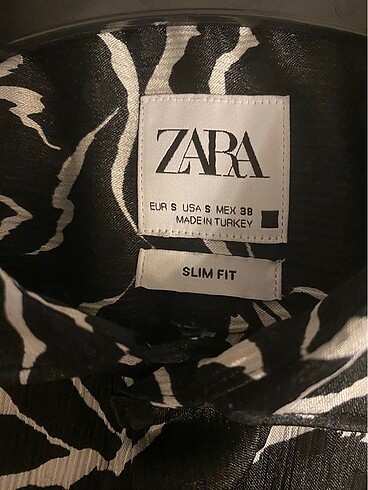 ZARA
EUR S USA S MEX 38
MADE IN TURKEY
SLIM FIT